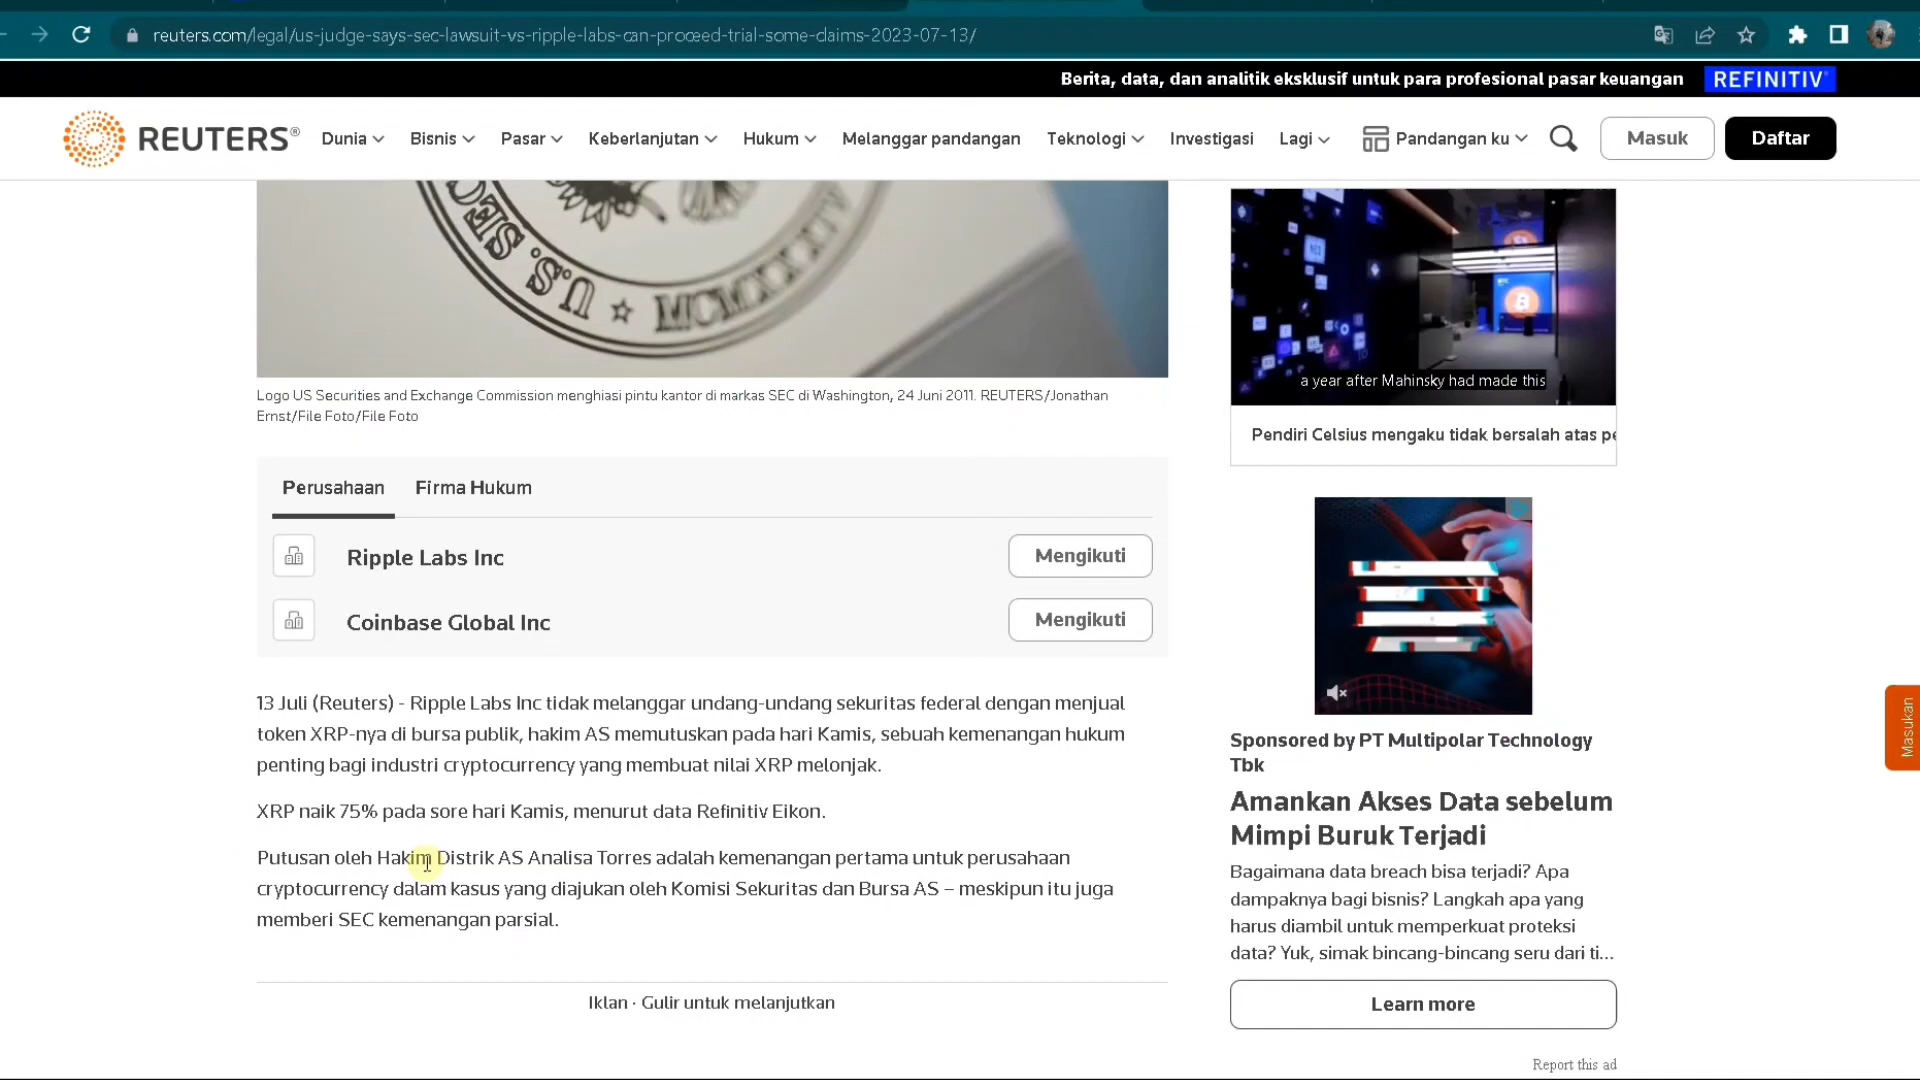 reuters.com/legal/us-judge-says-sec-lawsuit-vs-ripple-labs-can-proceed-trial-some-claims-2023-07-13/
Berita, data, dan analitik eksklusif untuk para profesional pasar keuangan REFINITIV
REUTERS® Dunia Bisnis Pasar Keberlanjutan Hukum Melanggar pandangan Teknologi Investigasi Lagi Pandangan ku Masuk Daftar
U.S. SEC
MCMXXXIV
Logo US Securities and Exchange Commission menghiasi pintu kantor di markas SEC di Washington, 24 Juni 2011. REUTERS/Jonathan
Ernst/File Foto/File Foto
Perusahaan Firma Hukum
Ripple Labs Inc Mengikuti
Coinbase Global Inc Mengikuti
13 Juli (Reuters) - Ripple Labs Inc tidak melanggar undang-undang sekuritas federal dengan menjual
token XRP-nya di bursa publik, hakim AS memutuskan pada hari Kamis, sebuah kemenangan hukum
penting bagi industri cryptocurrency yang membuat nilai XRP melonjak.
XRP naik 75% pada sore hari Kamis, menurut data Refinitiv Eikon.
Putusan oleh Hakim Distrik AS Analisa Torres adalah kemenangan pertama untuk perusahaan
cryptocurrency dalam kasus yang diajukan oleh Komisi Sekuritas dan Bursa AS – meskipun itu juga
memberi SEC kemenangan parsial.
Iklan · Gulir untuk melanjutkan
a year after Mahinsky had made this
Pendiri Celsius mengaku tidak bersalah atas
Sponsored by PT Multipolar Technology
Tbk
Amankan Akses Data sebelum
Mimpi Buruk Terjadi
Bagaimana data breach bisa terjadi? Apa
dampaknya bagi bisnis? Langkah apa yang
harus diambil untuk memperkuat proteksi
data? Yuk, simak bincang-bincang seru dari ti...
Learn more
Report this ad
Masukan